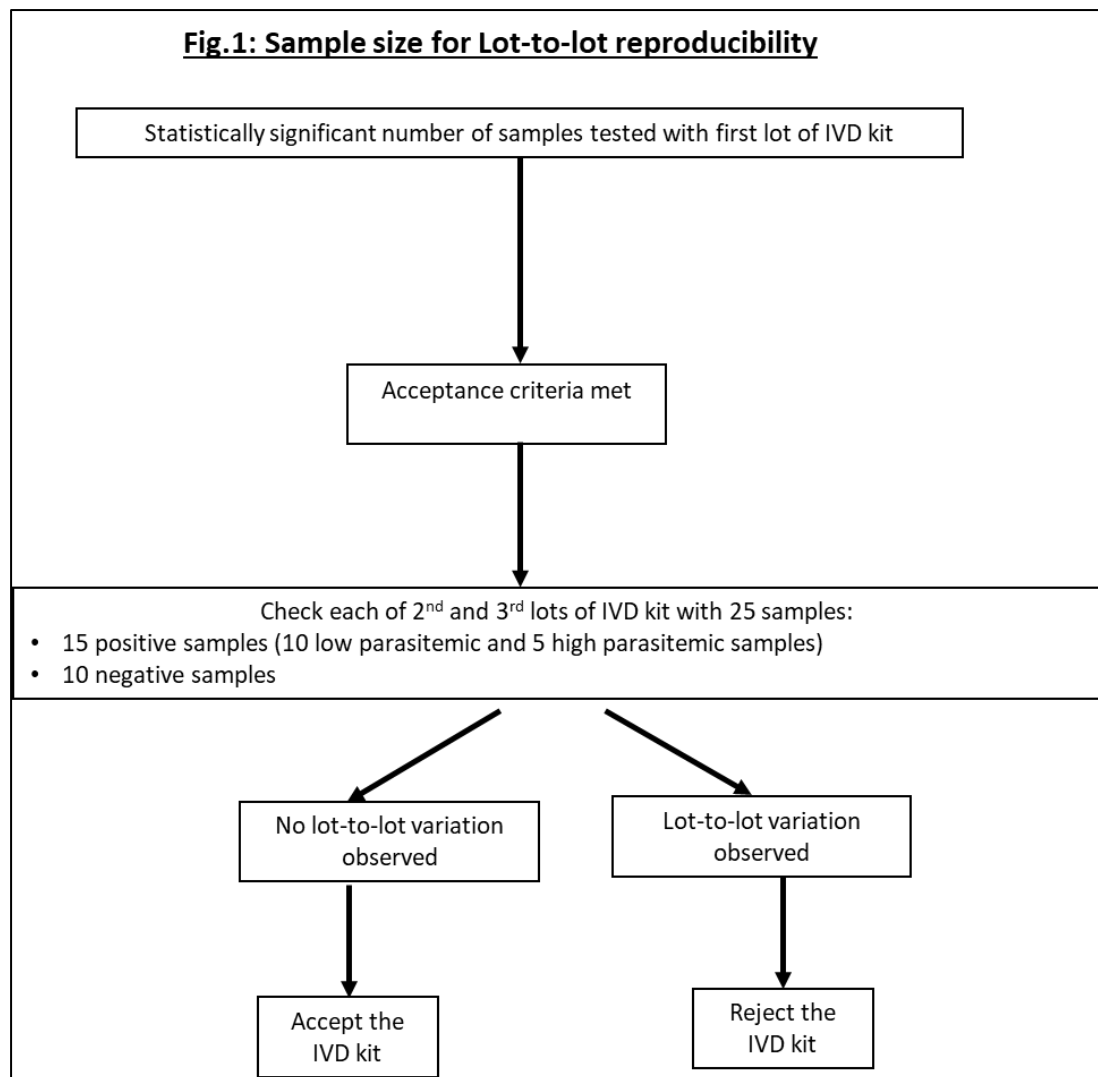 Fig.1: Sample size for Lot-to-lot reproducibility
Statistically significant number of samples tested with first lot of IVD kit
Acceptance criteria met
Check each of 2nd and 3rd lots of IVD kit with 25 samples:
• 15 positive samples (10 low parasitemic and 5 high parasitemic samples)
• 10 negative samples
No lot-to-lot variation
observed
Lot-to-lot variation
observed
Accept the
IVD kit
Reject the
IVD kit